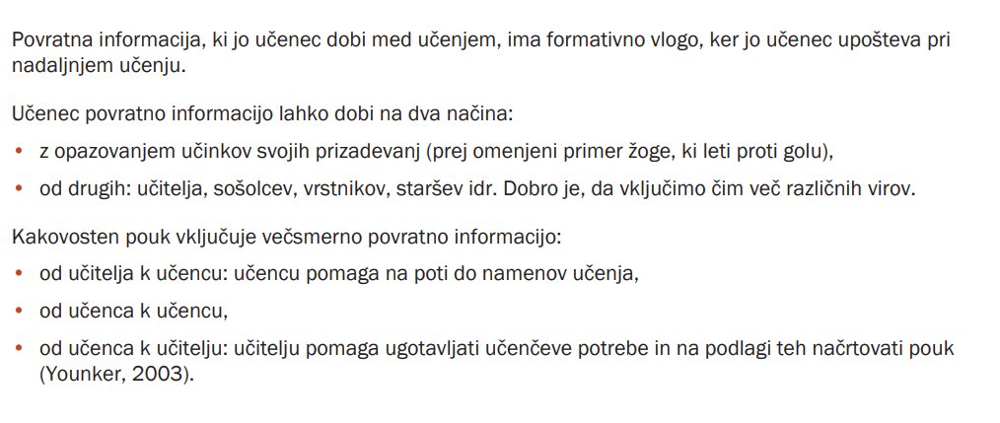 Povratna informacija, ki jo učenec dobi med učenjem, ima formativno vlogo, ker jo učenec upošteva pri
nadaljnjem učenju.
Učenec povratno informacijo lahko dobi na dva načina:
• z opazovanjem učinkov svojih prizadevanj (prej omenjeni primer žoge, ki leti proti golu),
• od drugih: učitelja, sošolcev, vrstnikov, staršev idr. Dobro je, da vključimo čim več različnih virov.
Kakovosten pouk vključuje večsmerno povratno informacijo:
• od učitelja k učencu: učencu pomaga na poti do namenov učenja,
• od učenca k učencu,
• od učenca k učitelju: učitelju pomaga ugotavljati učenčeve potrebe in na podlagi teh načrtovati pouk
(Younker, 2003).